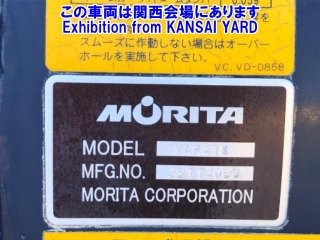 この車両は関西会場にあります
Exhibition from KANSAI YARD
0.059
スムーズに作動しない場合はオーバー
ホールを実施して下さい。
V.C.VD-0858
MORITA
MODEL
MFG.NO.
MORITA CORPORATION